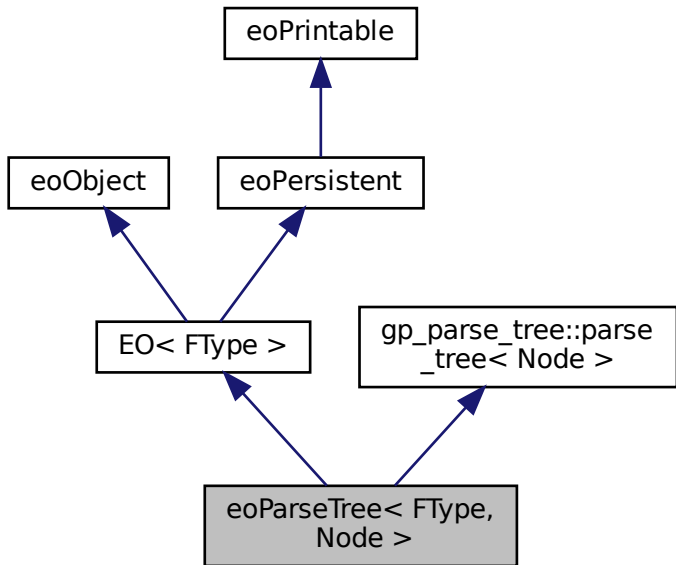 eoPrintable
eoObject
eoPersistent
EO< FType >
gp_parse_tree::parse
_tree< Node >
eoParseTree< FType,
Node >